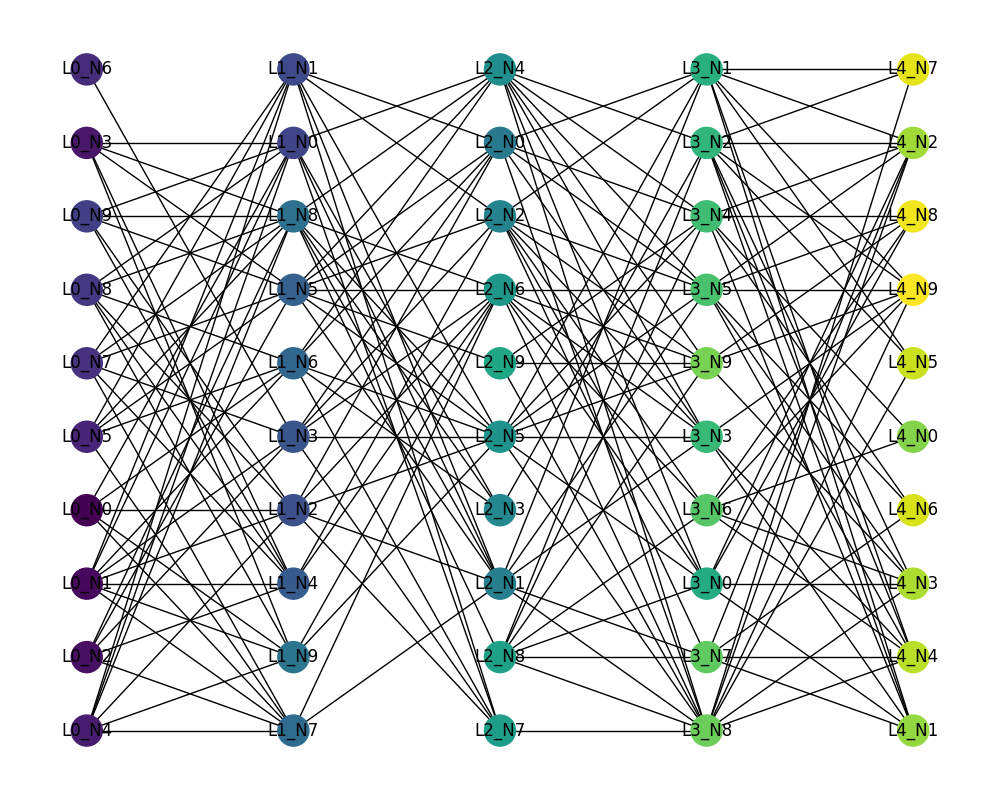 L0_N6 L1_N1 L2_N4 L3_N1 L4_N7
L0_N3 L1_N0 L2_N0 L3_N2 L4_N2
L0_N9 L1_N8 L2_N2 L3_N4 L4_N8
L0_N8 L1_N5 L2_N6 L3_N5 L4_N9
L0_N7 L1_N6 L2_N9 L3_N9 L4_N5
L0_N5 L1_N3 L2_N5 L3_N3 L4_N0
L0_N0 L1_N2 L2_N3 L3_N6 L4_N6
L0_N1 L1_N4 L2_N1 L3_N0 L4_N3
L0_N2 L1_N9 L2_N8 L3_N7 L4_N4
L0_N4 L1_N7 L2_N7 L3_N8 L4_N1